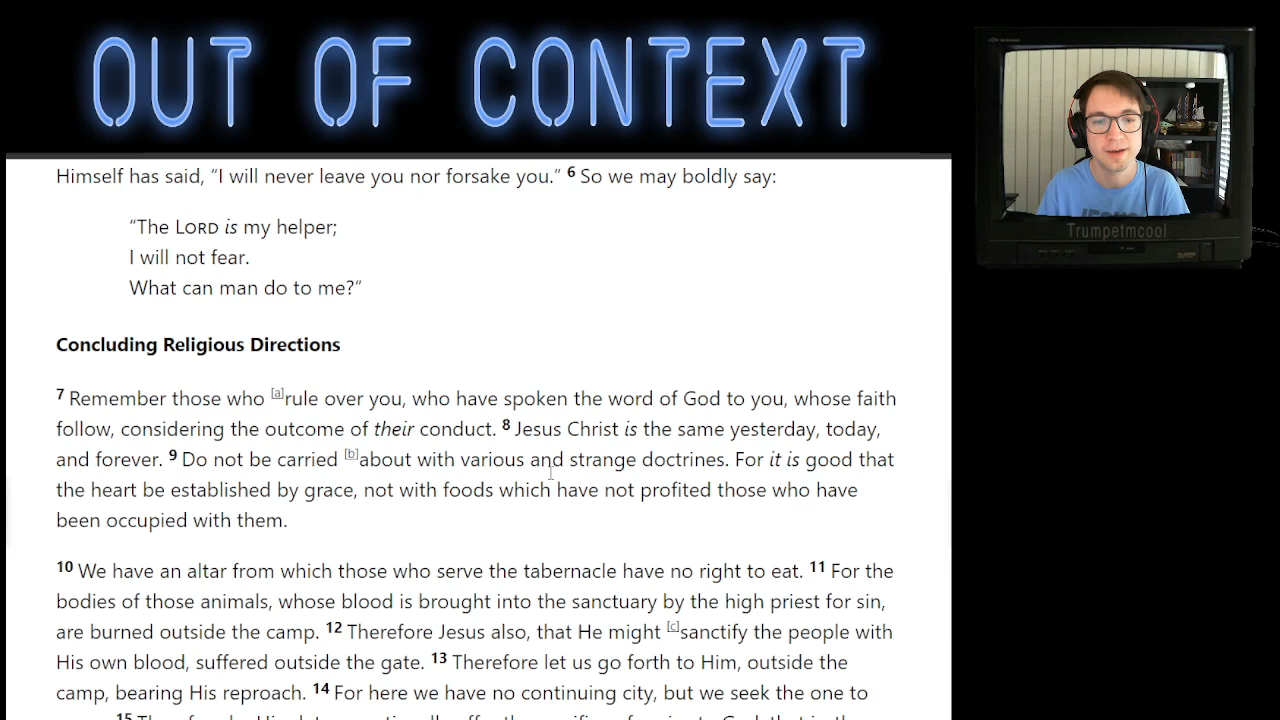 OUT OF CONTEXT
Himself has said, “I will never leave you nor forsake you.” 6 So we may boldly say:
“The LORD is my helper;
I will not fear.
What can man do to me?”
Concluding Religious Directions
7 Remember those who [a]rule over you, who have spoken the word of God to you, whose faith
follow, considering the outcome of their conduct. 8 Jesus Christ is the same yesterday, today,
and forever. 9 Do not be carried [b]about with various and strange doctrines. For it is good that
the heart be established by grace, not with foods which have not profited those who have
been occupied with them.
10 We have an altar from which those who serve the tabernacle have no right to eat. 11 For the
bodies of those animals, whose blood is brought into the sanctuary by the high priest for sin,
are burned outside the camp. 12 Therefore Jesus also, that He might [c]sanctify the people with
His own blood, suffered outside the gate. 13 Therefore let us go forth to Him, outside the
camp, bearing His reproach. 14 For here we have no continuing city, but we seek the one to
15
Trumpetmcool